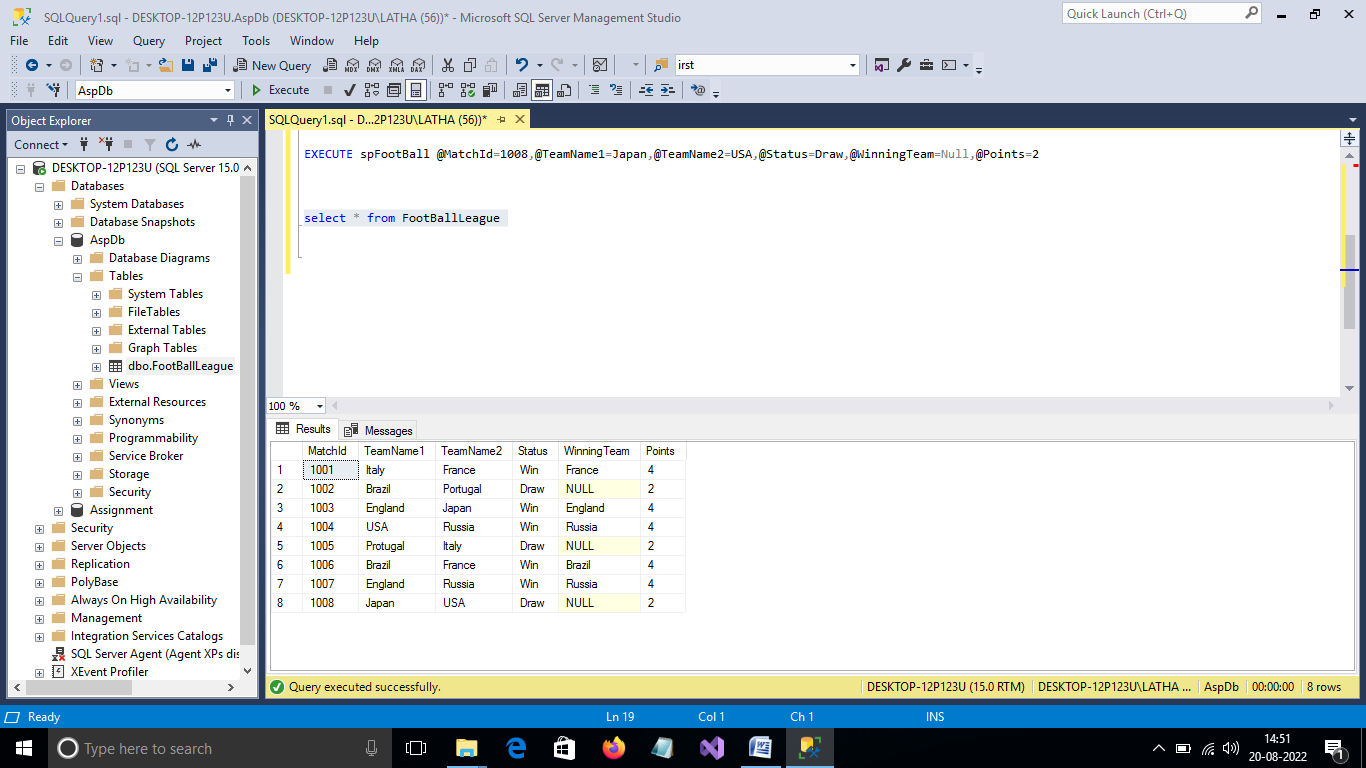 SQLQuery1.sql - DESKTOP-12P123U.AspDb (DESKTOP-12P123U\LATHA (56))* - Microsoft SQL Server Management Studio
Quick Launch (Ctrl+Q)
File Edit View Query Project Tools Window Help
New Query MDX DMX XMLA DAX irst
AspDb Execute
Object Explorer
Connect
DESKTOP-12P123U (SQL Server 15.0
Databases
System Databases
Database Snapshots
AspDb
Database Diagrams
Tables
System Tables
FileTables
External Tables
Graph Tables
dbo.FootBallLeague
Views
External Resources
Synonyms
Programmability
Service Broker
Storage
Security
Assignment
Security
Server Objects
Replication
PolyBase
Always On High Availability
Management
Integration Services Catalogs
SQL Server Agent (Agent XPs dis
XEvent Profiler
SQLQuery1.sql - D...2P123U\LATHA (56))*
EXECUTE spFootBall @MatchId=1008,@TeamName1=Japan,@TeamName2=USA,@Status=Draw,@WinningTeam=Null,@Points=2
select * from FootBallLeague
100 %
Results Messages
MatchId TeamName1 TeamName2 Status WinningTeam Points
1 1001 Italy France Win France 4
2 1002 Brazil Portugal Draw NULL 2
3 1003 England Japan Win England 4
4 1004 USA Russia Win Russia 4
5 1005 Protugal Italy Draw NULL 2
6 1006 Brazil France Win Brazil 4
7 1007 England Russia Win Russia 4
8 1008 Japan USA Draw NULL 2
Query executed successfully. DESKTOP-12P123U (15.0 RTM) DESKTOP-12P123U\LATHA ... AspDb 00:00:00 8 rows
Ready Ln 19 Col 1 Ch 1 INS
Type here to search
14:51
20-08-2022
1